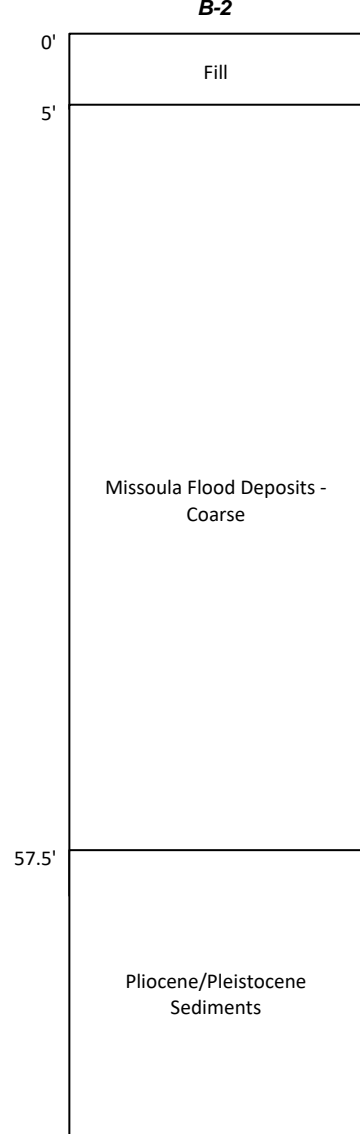 B-2
0'
Fill
5'
Missoula Flood Deposits -
Coarse
57.5'
Pliocene/Pleistocene
Sediments